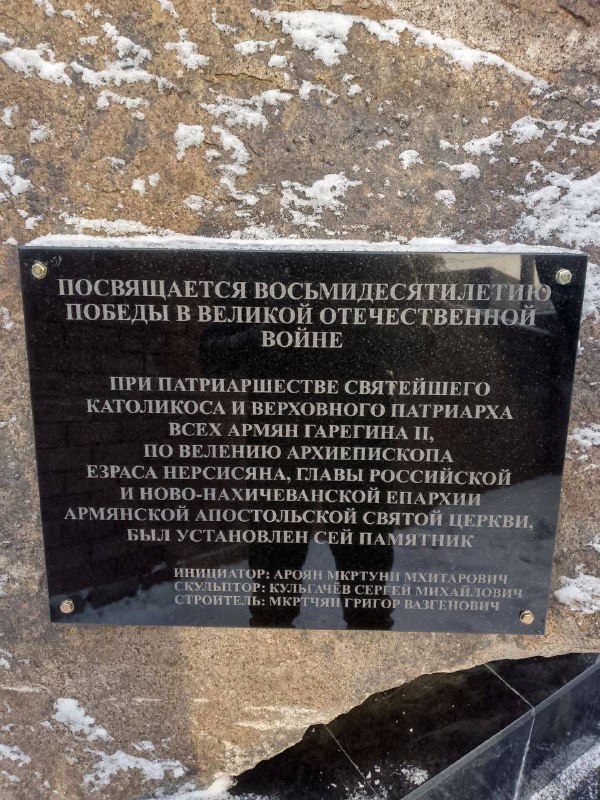 ПОСВЯЩАЕТСЯ ВОСЬМИДЕСЯТИЛЕТИЮ
ПОБЕДЫ В ВЕЛИКОЙ ОТЕЧЕСТВЕННОЙ
ВОЙНЕ
ПРИ ПАТРИАРШЕСТВЕ СВЯТЕЙШЕГО
КАТОЛИКОСА И ВЕРХОВНОГО ПАТРИАРХА
ВСЕХ АРМЯН ГАРЕГИНА II,
ПО ВЕЛЕНИЮ АРХИЕПИСКОПА
ЕЗРАСА НЕРСИСЯНА, ГЛАВЫ РОССИЙСКОЙ
И НОВО-НАХИЧЕВАНСКОЙ ЕПАРХИИ
АРМЯНСКОЙ АПОСТОЛЬСКОЙ СВЯТОЙ ЦЕРКВИ,
БЫЛ УСТАНОВЛЕН СЕЙ ПАМЯТНИК
ИНИЦИАТОР: АРОЯН МКРТУНИ МХИТАРОВИЧ
СКУЛЬПТОР: КУЛЬГАЧЁВ СЕРГЕЙ МИХАЙЛОВИЧ
СТРОИТЕЛЬ: МКРТЧЯН ГРИГОР ВАЗГЕНОВИЧ